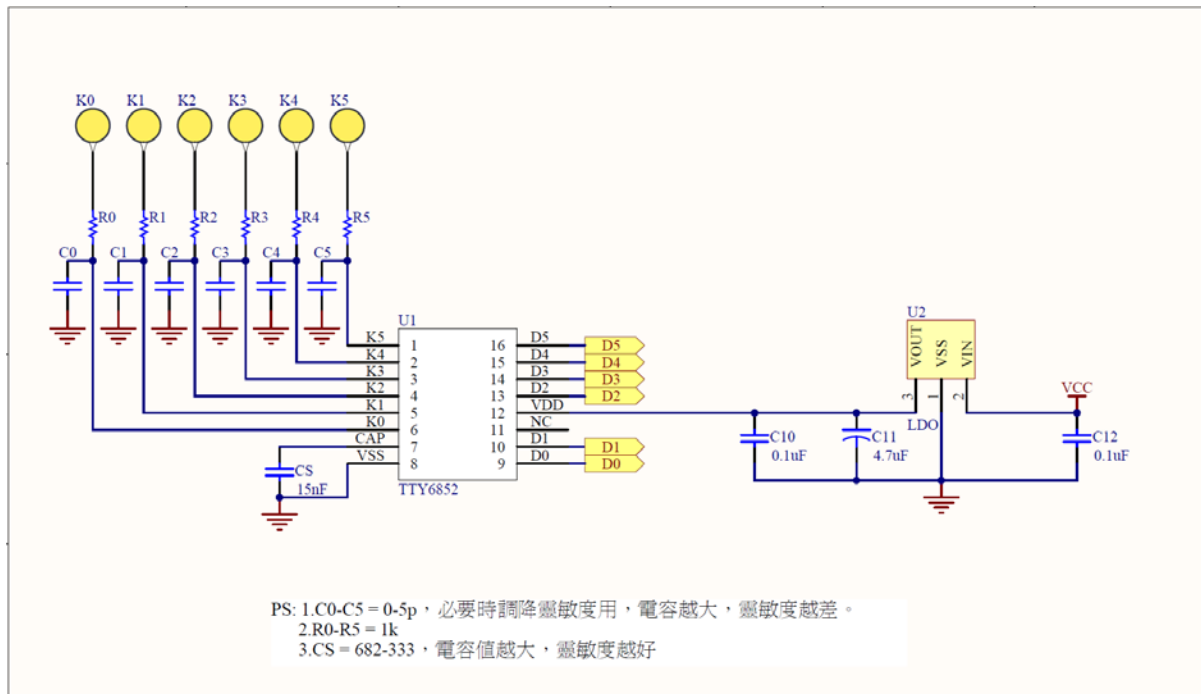 K0 K1 K2 K3 K4 K5
R0 R1 R2 R3 R4 R5
C0 C1 C2 C3 C4 C5
U1
K5 1 16 D5 D5
K4 2 15 D4 D4
K3 3 14 D3 D3
K2 4 13 D2 D2
K1 5 12 VDD
K0 6 11 NC
CAP 7 10 D1 D1
VSS 8 9 D0 D0
TTY6852
CS
15nF
U2
VOUT VSS VIN
3 1 2
LDO
VCC
C10
0.1uF
C11
4.7uF
C12
0.1uF
PS: 1.C0-C5 = 0-5p，必要時調降靈敏度用，電容越大，靈敏度越差。
2.R0-R5 = 1k
3.CS = 682-333，電容值越大，靈敏度越好